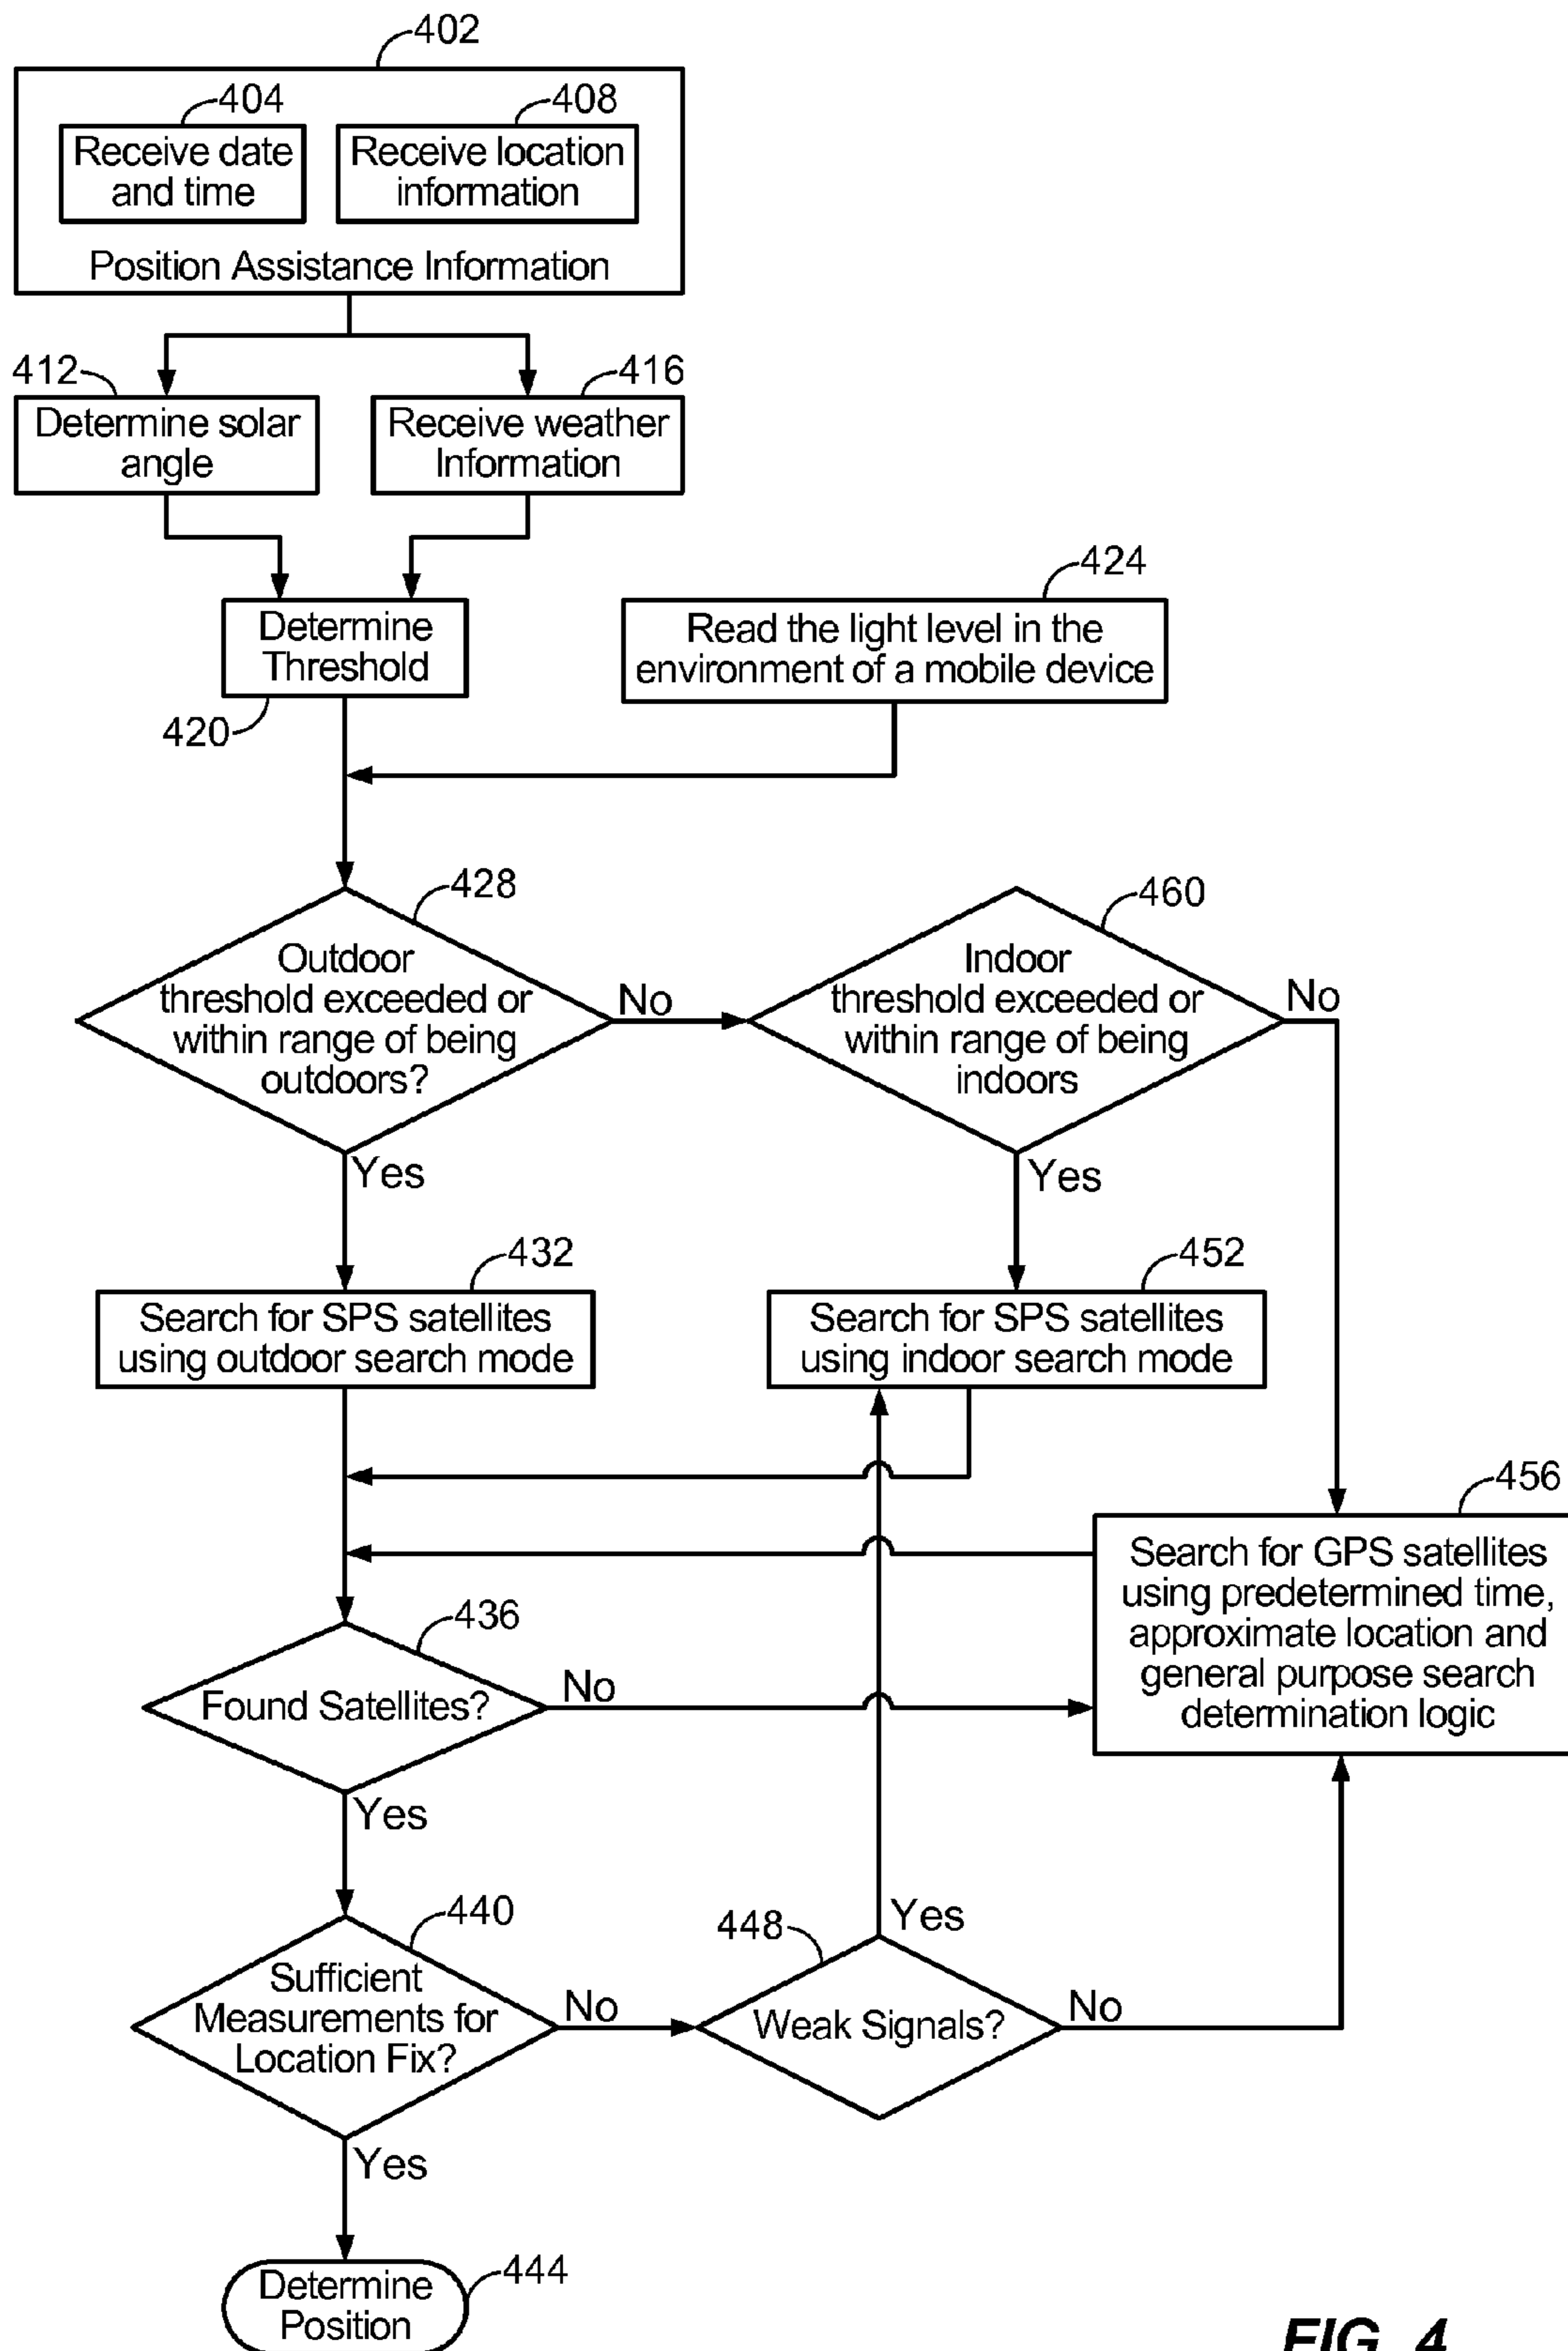 402
404
408
Receive date
and time
Receive location
information
Position Assistance Information
412
416
Determine solar
angle
Receive weather
Information
424
Determine
Threshold
Read the light level in the
environment of a mobile device
420
428
460
Outdoor
threshold exceeded or
within range of being
outdoors?
No
Indoor
threshold exceeded or
within range of being
indoors
No
Yes
Yes
432
452
Search for SPS satellites
using outdoor search mode
Search for SPS satellites
using indoor search mode
456
Search for GPS satellites
using predetermined time,
approximate location and
general purpose search
determination logic
436
Found Satellites?
No
Yes
440
448
Yes
Sufficient
Measurements for
Location Fix?
No
Weak Signals?
No
Yes
444
Determine
Position
FIG. 4